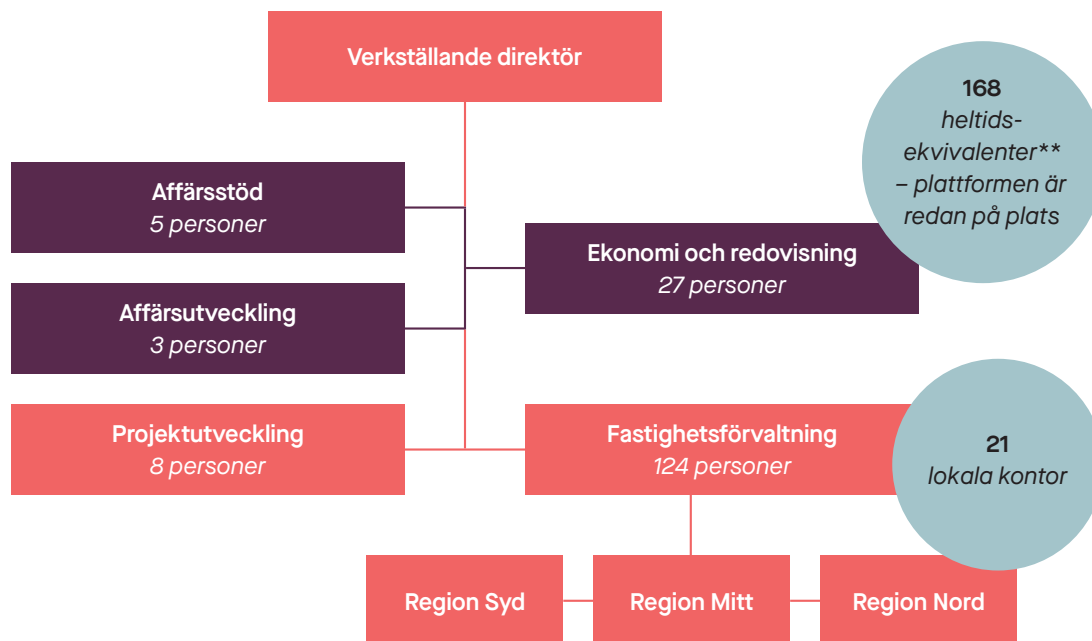 Verkställande direktör
168
heltids-
ekvivalenter**
– plattformen är
redan på plats
Affärsstöd
5 personer
Ekonomi och redovisning
27 personer
Affärsutveckling
3 personer
Projektutveckling
8 personer
Fastighetsförvaltning
124 personer
21
lokala kontor
Region Syd
Region Mitt
Region Nord